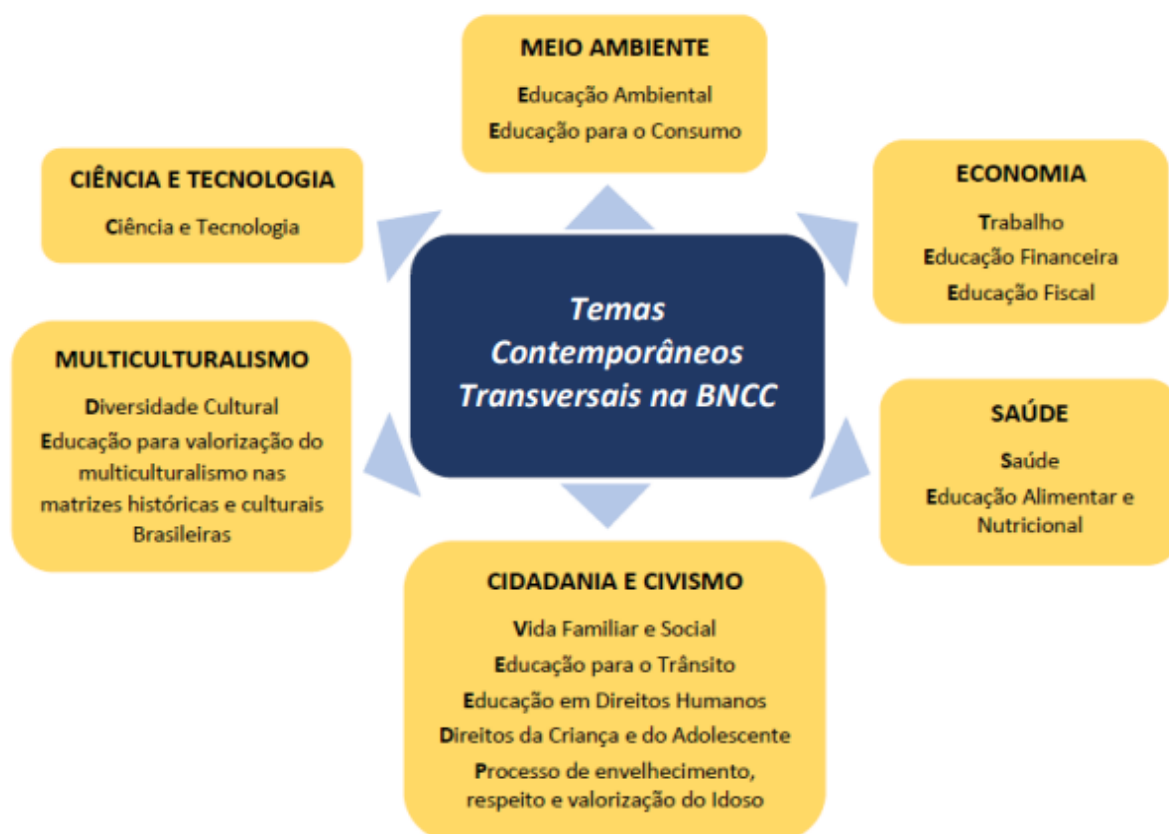 MEIO AMBIENTE
Educação Ambiental
Educação para o Consumo
CIÊNCIA E TECNOLOGIA
Ciência e Tecnologia
ECONOMIA
Trabalho
Educação Financeira
Educação Fiscal
Temas
Contemporâneos
Transversais na BNCC
MULTICULTURALISMO
Diversidade Cultural
Educação para valorização do
multiculturalismo nas
matrizes históricas e culturais
Brasileiras
SAÚDE
Saúde
Educação Alimentar e
Nutricional
CIDADANIA E CIVISMO
Vida Familiar e Social
Educação para o Trânsito
Educação em Direitos Humanos
Direitos da Criança e do Adolescente
Processo de envelhecimento,
respeito e valorização do Idoso